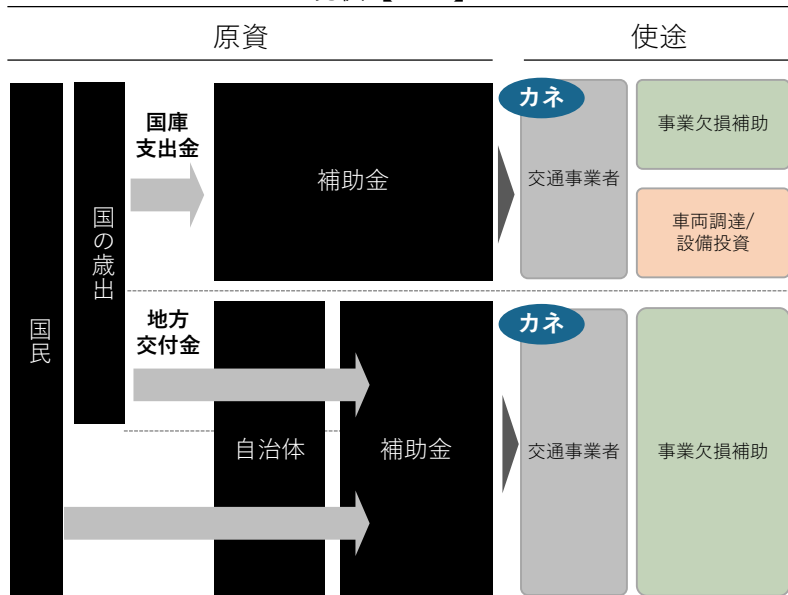 原資
使途
国民
国の歳出
国庫
支出金
補助金
カネ
交通事業者
事業欠損補助
車両調達/
設備投資
地方
交付金
自治体
補助金
カネ
交通事業者
事業欠損補助